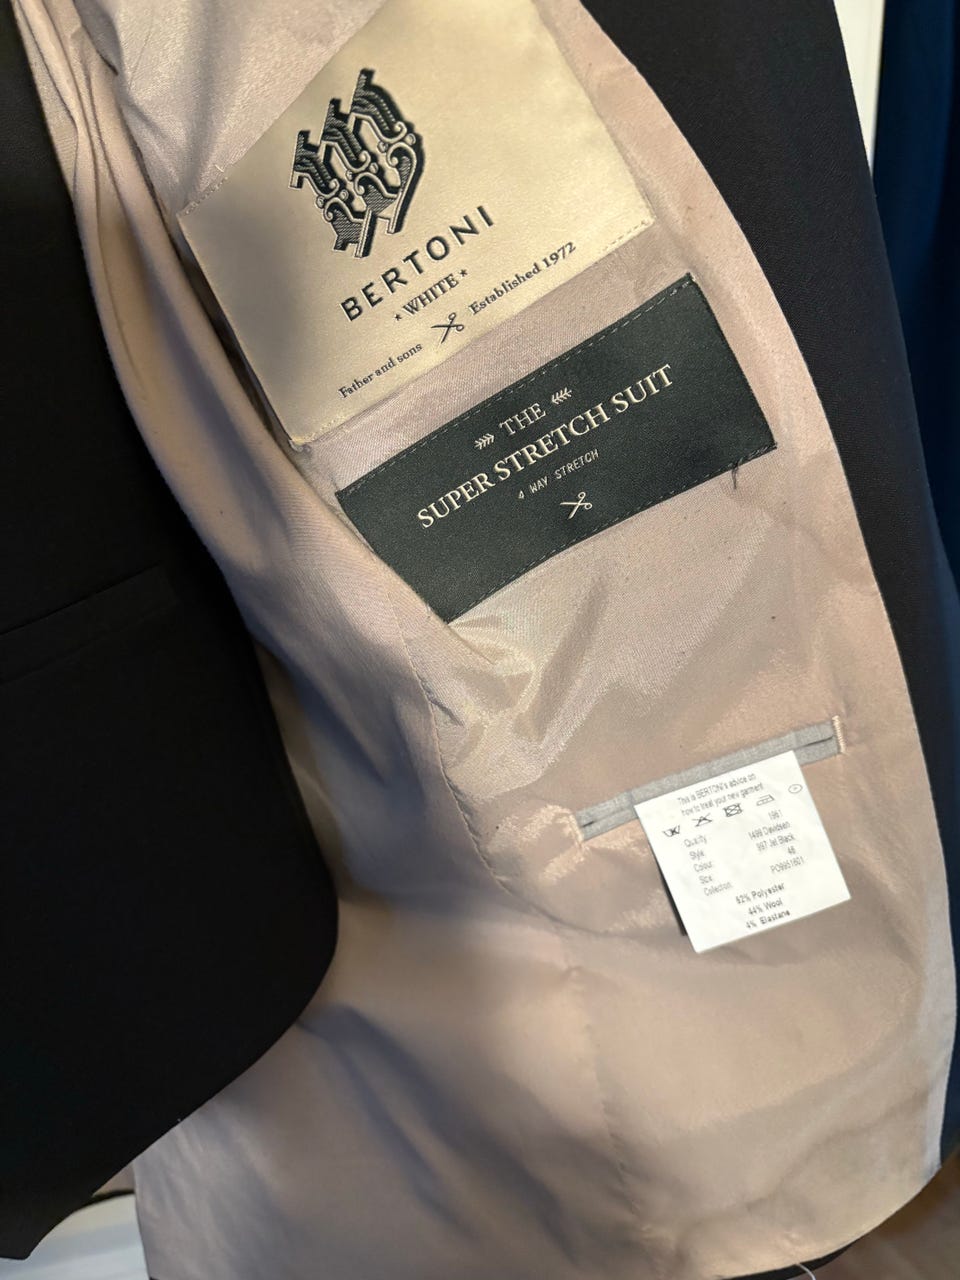 BERTONI
* WHITE *
Father and sons Established 1972
THE
SUPER STRETCH SUIT
4 WAY STRETCH
This is BERTONI's advice on
how to treat your new garment
Quality 1961
Style 1499 Davidsen
Colour 997 Jet Black
Size 48
Collection PO9951601
52% Polyester
44% Wool
4% Elastane